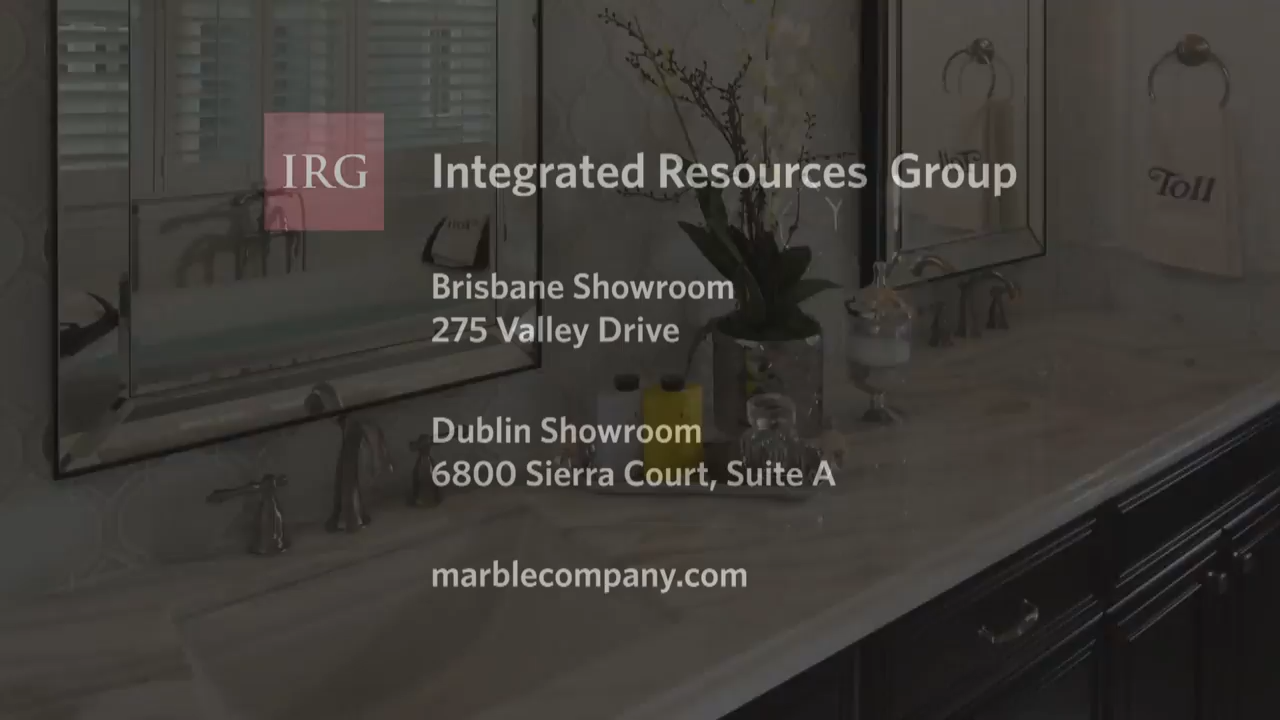 IRG
Integrated Resources Group
Y
Brisbane Showroom
275 Valley Drive
Dublin Showroom
6800 Sierra Court, Suite A
marblecompany.com
Toll